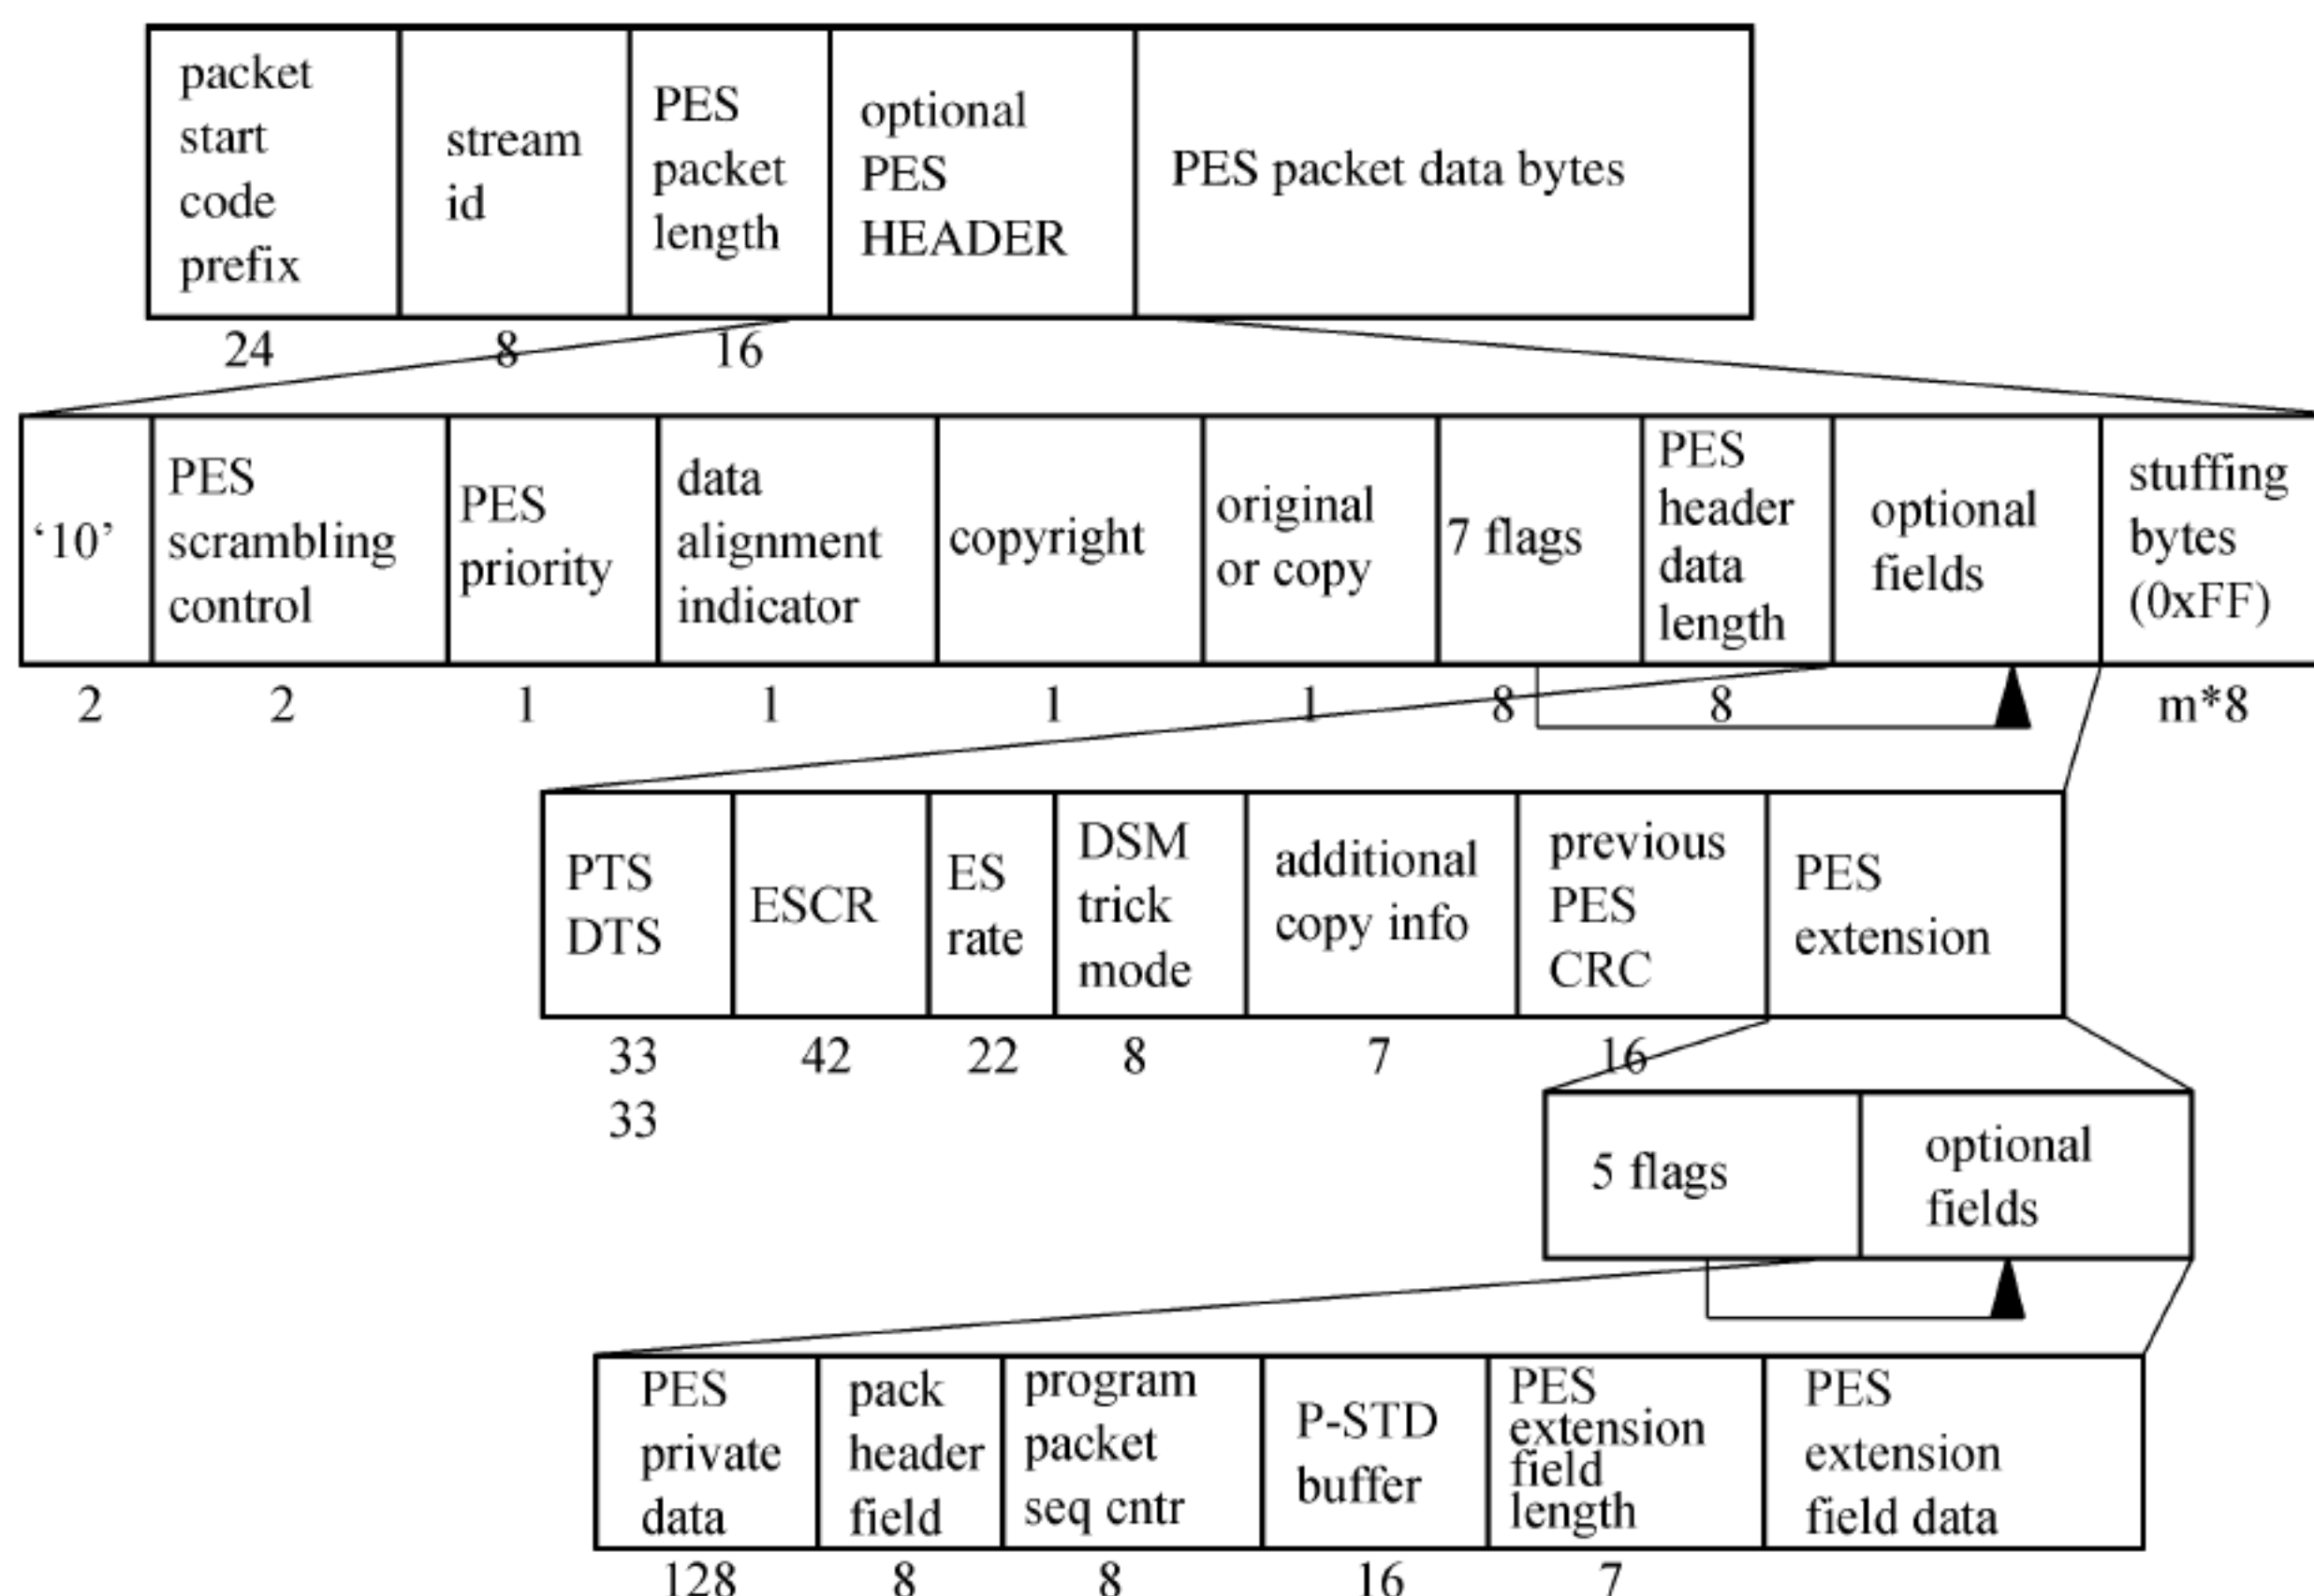 packet
start
code
prefix
stream
id
PES
packet
length
optional
PES
HEADER
PES packet data bytes
24
8
16
‘10’
PES
scrambling
control
PES
priority
data
alignment
indicator
copyright
original
or copy
7 flags
PES
header
data
length
optional
fields
stuffing
bytes
(0xFF)
2
2
1
1
1
1
8
8
m*8
PTS
DTS
ESCR
ES
rate
DSM
trick
mode
additional
copy info
previous
PES
CRC
PES
extension
33
33
42
22
8
7
16
5 flags
optional
fields
PES
private
data
pack
header
field
program
packet
seq cntr
P-STD
buffer
PES
extension
field
length
PES
extension
field data
128
8
8
16
7